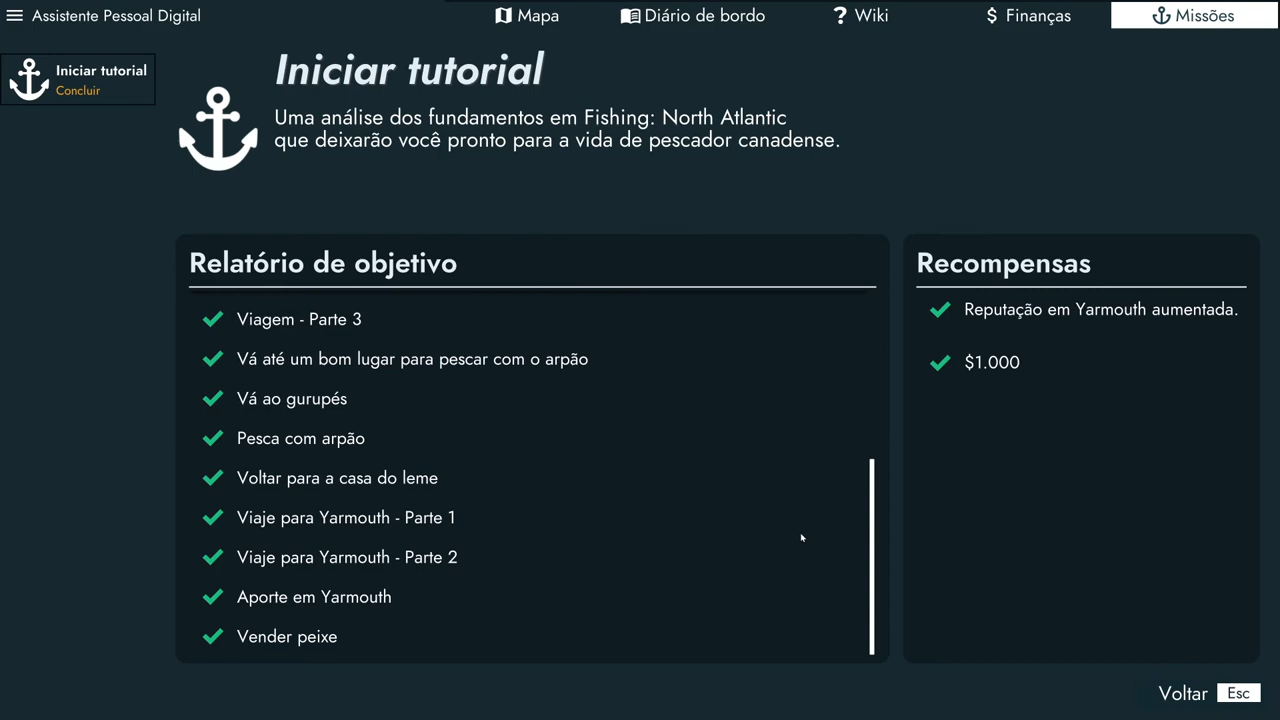 Assistente Pessoal Digital
Mapa
Diário de bordo
? Wiki
$ Finanças
Missões
Iniciar tutorial
Concluir
Iniciar tutorial
Uma análise dos fundamentos em Fishing: North Atlantic
que deixarão você pronto para a vida de pescador canadense.
Relatório de objetivo
Viagem - Parte 3
Vá até um bom lugar para pescar com o arpão
Vá ao gurupés
Pesca com arpão
Voltar para a casa do leme
Viaje para Yarmouth - Parte 1
Viaje para Yarmouth - Parte 2
Aporte em Yarmouth
Vender peixe
Recompensas
Reputação em Yarmouth aumentada.
$1.000
Voltar Esc